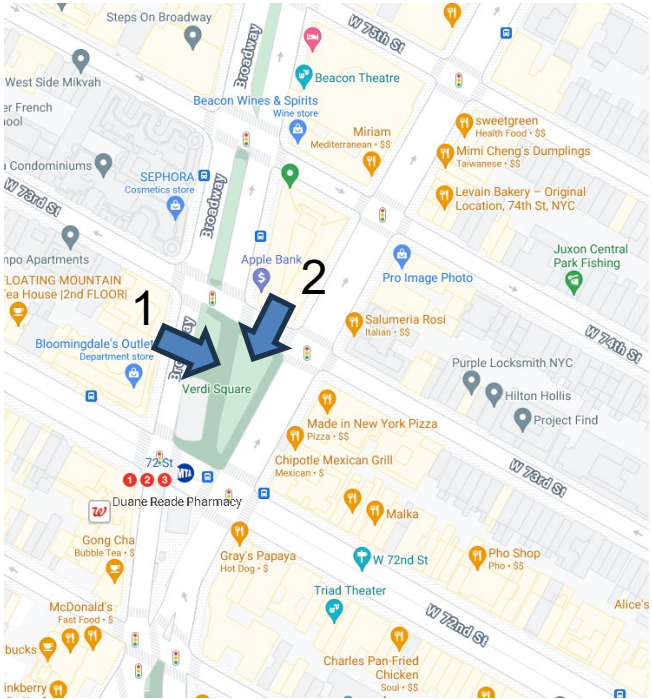 Steps On Broadway
W 75th St
Broadway
Beacon Theatre
West Side Mikvah
Beacon Wines & Spirits
Wine store
er French
ool
sweetgreen
Health Food • $$
Miriam
Mediterranean • $$
Mimi Cheng's Dumplings
Taiwanese • $$
a Condominiums
SEPHORA
Cosmetics store
Levain Bakery – Original
Location, 74th St, NYC
W 73rd St
Broadway
mpo Apartments
Apple Bank
$
2
Juxon Central
Park Fishing
FLOATING MOUNTAIN
Tea House |2nd FLOOR|
Pro Image Photo
1
Salumeria Rosi
Italian • $$
W 74th St
Bloomingdale's Outlet
Department store
Broadway
Purple Locksmith NYC
Verdi Square
Hilton Hollis
Project Find
Made in New York Pizza
Pizza • $$
72 St
MTA
1 2 3
Chipotle Mexican Grill
Mexican • $
W 73rd St
Duane Reade Pharmacy
W
Malka
Gong Cha
Bubble Tea • $
Gray's Papaya
Hot Dog • $
W 72nd St
Pho Shop
Pho • $$
Triad Theater
McDonald's
Fast Food • $
W 72nd St
Alice's
rbucks
Charles Pan-Fried
Chicken
Soul • $$
inkberry